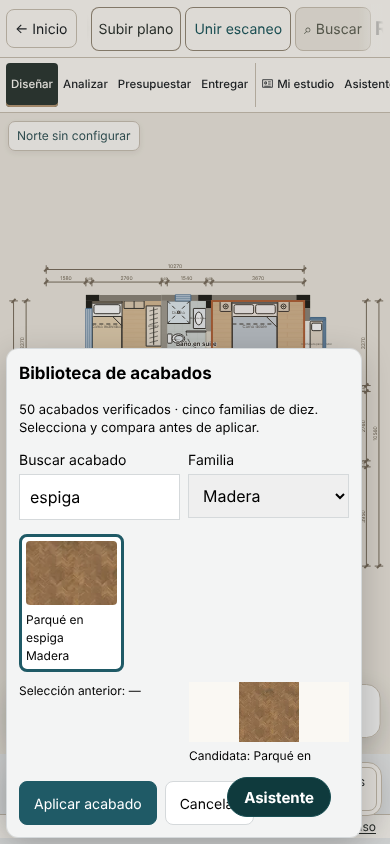 ← Inicio Subir plano Unir escaneo ⌕ Buscar
Diseñar Analizar Presupuestar Entregar Mi estudio Asistent
Norte sin configurar
10270
1580 2760 1540 3670
Baño en suite
Biblioteca de acabados
50 acabados verificados · cinco familias de diez.
Selecciona y compara antes de aplicar.
Buscar acabado Familia
espiga Madera
Parqué en
espiga
Madera
Selección anterior: —
Candidata: Parqué en
Aplicar acabado Cancela Asistente